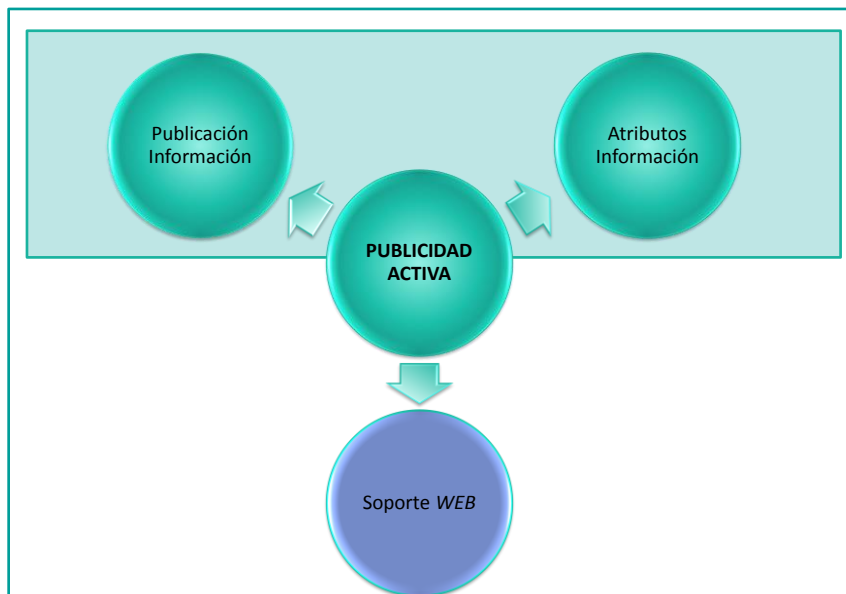 Publicación
Información
Atributos
Información
PUBLICIDAD
ACTIVA
Soporte WEB